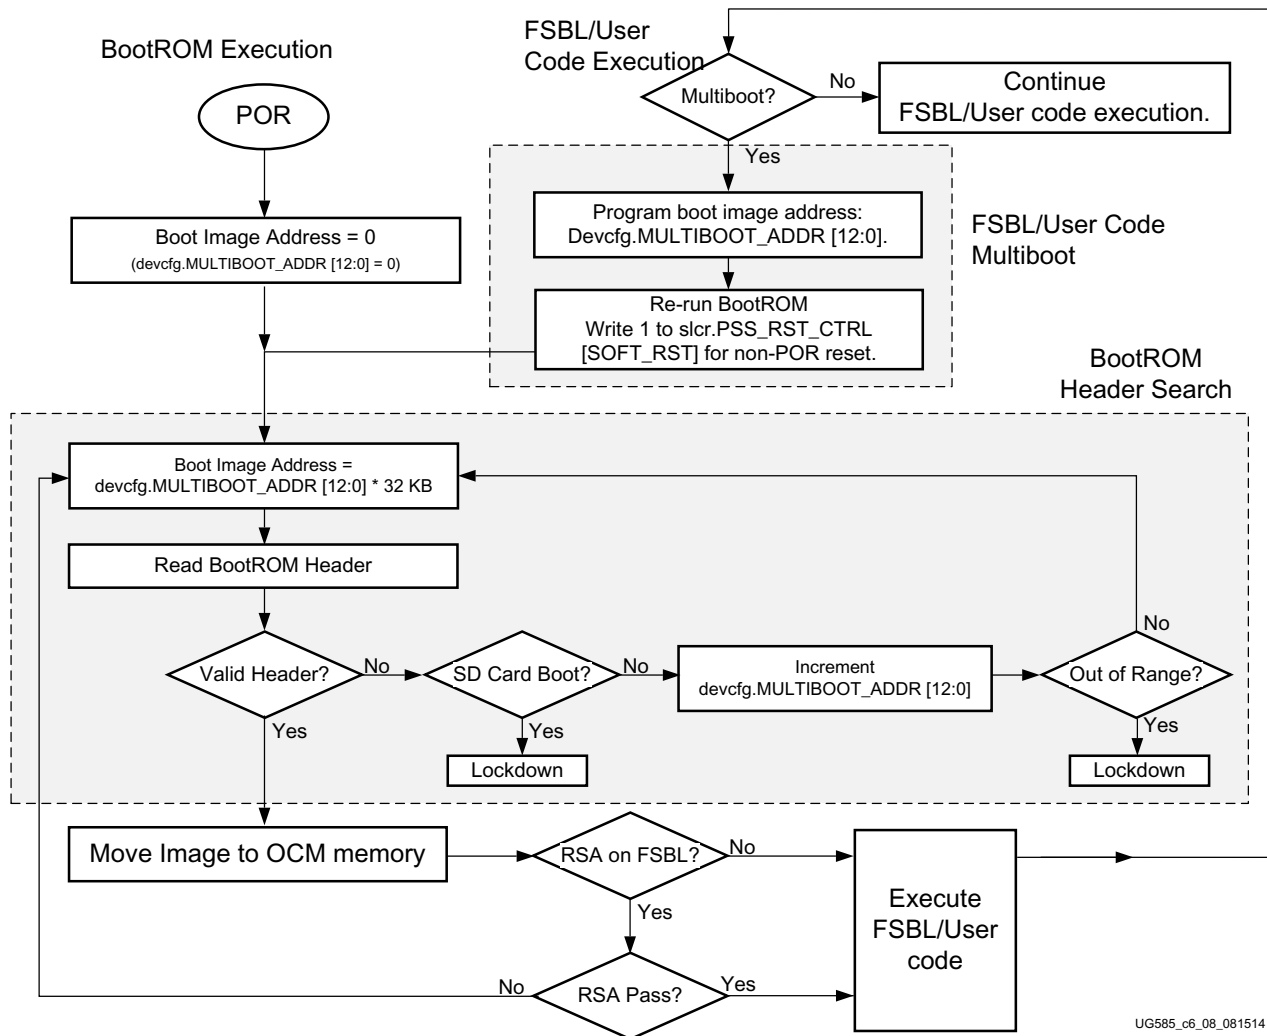 BootROM Execution
POR
Boot Image Address = 0
(devcfg.MULTIBOOT_ADDR [12:0] = 0)
FSBL/User
Code Execution
Multiboot?
No
Continue
FSBL/User code execution.
Yes
Program boot image address:
Devcfg.MULTIBOOT_ADDR [12:0].
Re-run BootROM
Write 1 to slcr.PSS_RST_CTRL
[SOFT_RST] for non-POR reset.
FSBL/User Code
Multiboot
BootROM
Header Search
Boot Image Address =
devcfg.MULTIBOOT_ADDR [12:0] * 32 KB
Read BootROM Header
Valid Header?
No
SD Card Boot?
No
Increment
devcfg.MULTIBOOT_ADDR [12:0]
Out of Range?
No
Yes
Yes
Lockdown
Yes
Lockdown
Move Image to OCM memory
RSA on FSBL?
No
Yes
RSA Pass?
No
Yes
Execute
FSBL/User
code
UG585_c6_08_081514